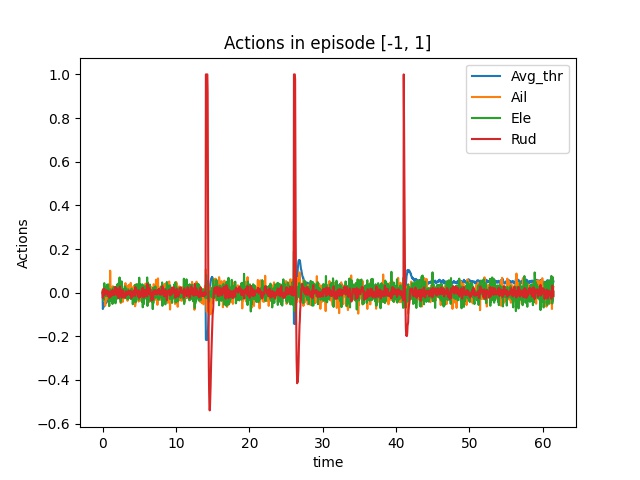 Actions in episode [-1, 1]
Avg_thr
Ail
Ele
Rud
Actions
1.0
0.8
0.6
0.4
0.2
0.0
−0.2
−0.4
−0.6
0 10 20 30 40 50 60
time